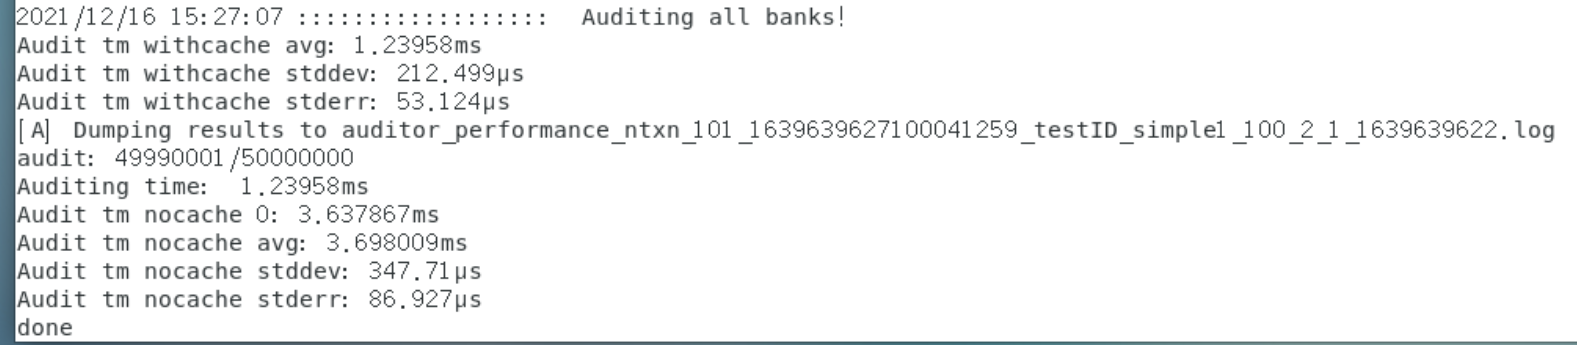 2021/12/16 15:27:07 ::::::::::::::::::  Auditing all banks!
Audit tm withcache avg: 1.23958ms
Audit tm withcache stddev: 212.499µs
Audit tm withcache stderr: 53.124µs
[A]  Dumping results to auditor_performance_ntxn_101_1639639627100041259_testID_simple1_100_2_1_1639639622.log
audit: 49990001/50000000
Auditing time:  1.23958ms
Audit tm nocache 0: 3.637867ms
Audit tm nocache avg: 3.698009ms
Audit tm nocache stddev: 347.71µs
Audit tm nocache stderr: 86.927µs
done